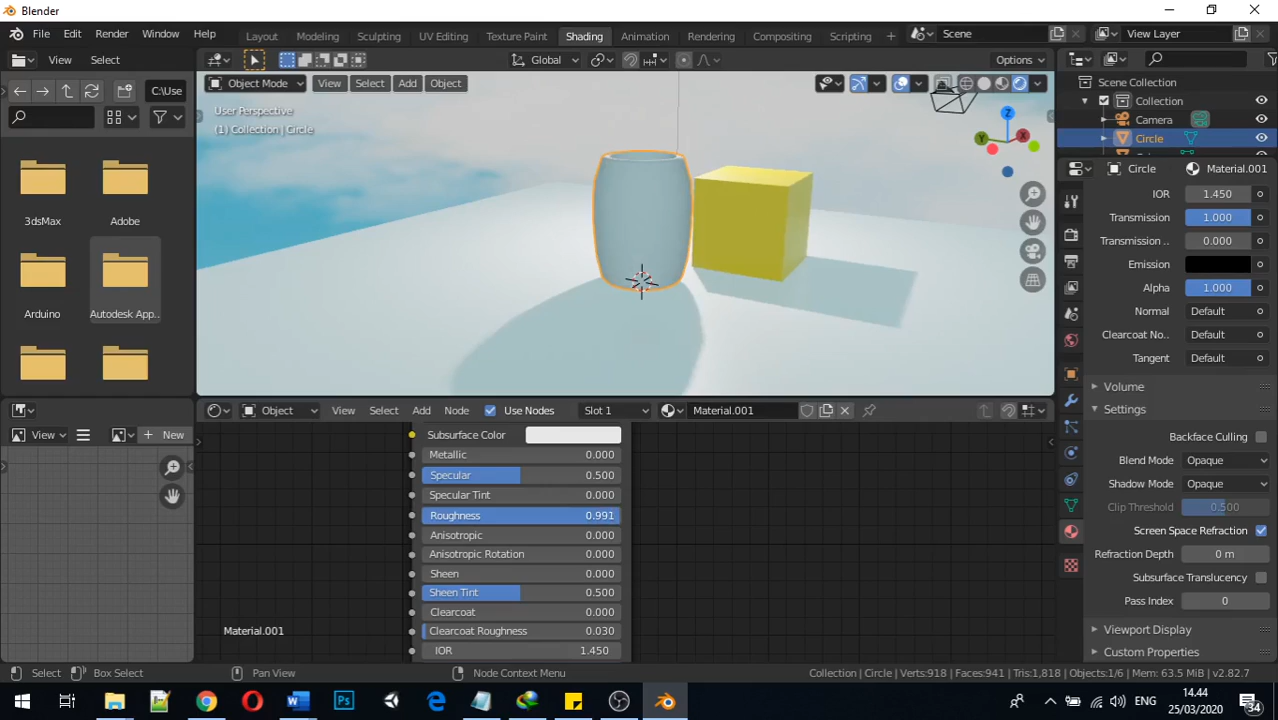 Blender
File Edit Render Window Help
Layout Modeling Sculpting UV Editing Texture Paint Shading Animation Rendering Compositing Scripting
Scene
View Layer
View Select
Global
Options
C:\Use
Object Mode View Select Add Object
User Perspective
(1) Collection | Circle
Z
Y
X
Scene Collection
Collection
Camera
Circle
Circle
Material.001
3dsMax
Adobe
Arduino
Autodesk App..
IOR 1.450
Transmission 1.000
Transmission .. 0.000
Emission
Alpha 1.000
Normal Default
Clearcoat No.. Default
Tangent Default
Volume
Settings
Backface Culling
Blend Mode Opaque
Shadow Mode Opaque
Clip Threshold 0.500
Screen Space Refraction
Refraction Depth 0 m
Subsurface Translucency
Pass Index 0
Viewport Display
Custom Properties
Object View Select Add Node Use Nodes Slot 1 Material.001
View New
Subsurface Color
Metallic 0.000
Specular 0.500
Specular Tint 0.000
Roughness 0.991
Anisotropic 0.000
Anisotropic Rotation 0.000
Sheen 0.000
Sheen Tint 0.500
Clearcoat 0.000
Clearcoat Roughness 0.030
IOR 1.450
Material.001
Select Box Select Pan View Node Context Menu
Collection | Circle | Verts:918 | Faces:941 | Tris:1,818 | Objects:1/6 | Mem: 63.5 MiB | v2.82.7
ENG
14.44
25/03/2020
34